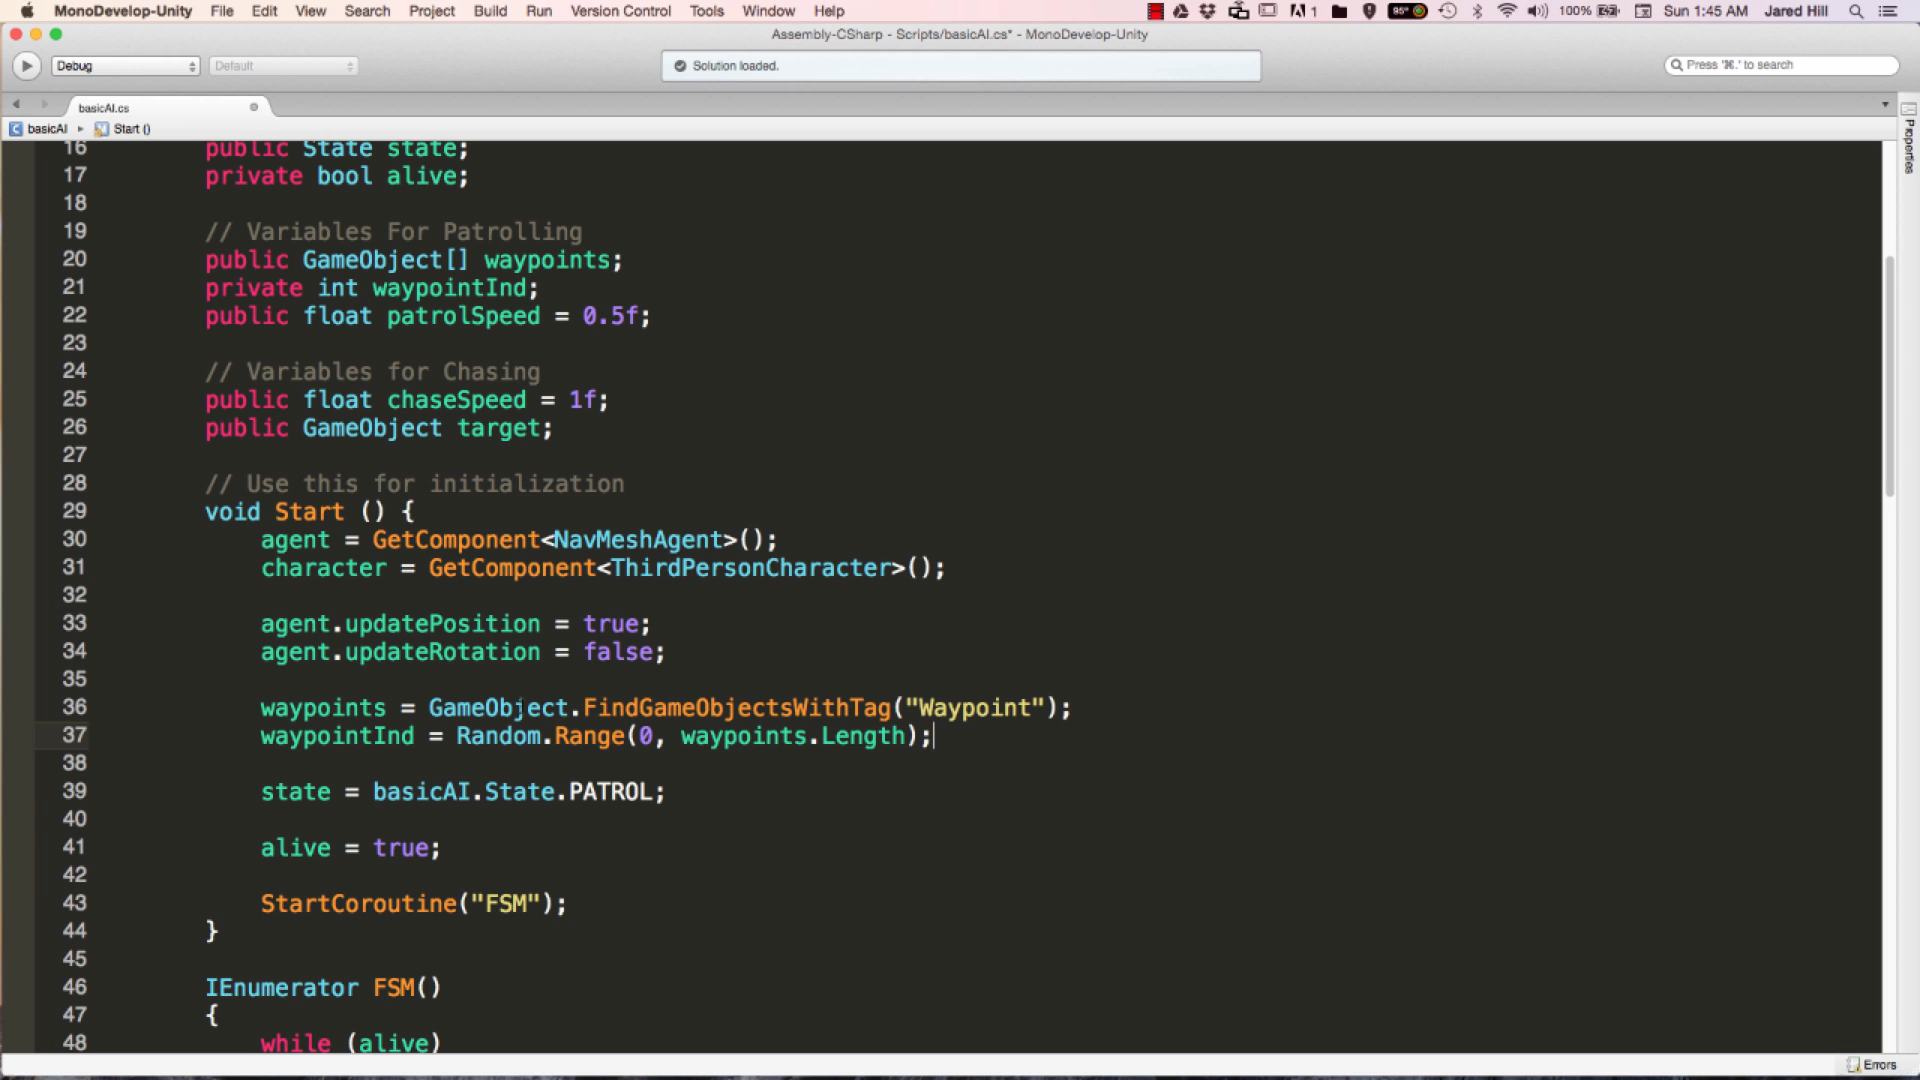 MonoDevelop-Unity File Edit View Search Project Build Run Version Control Tools Window Help 1 95° 100% Sun 1:45 AM Jared Hill
Assembly-CSharp - Scripts/basicAI.cs* - MonoDevelop-Unity
Debug Default Solution loaded. Press '⌘.' to search
basicAI.cs
basicAI Start ()
Properties
16 public State state;
17 private bool alive;
18
19 // Variables For Patrolling
20 public GameObject[] waypoints;
21 private int waypointInd;
22 public float patrolSpeed = 0.5f;
23
24 // Variables for Chasing
25 public float chaseSpeed = 1f;
26 public GameObject target;
27
28 // Use this for initialization
29 void Start () {
30 agent = GetComponent<NavMeshAgent>();
31 character = GetComponent<ThirdPersonCharacter>();
32
33 agent.updatePosition = true;
34 agent.updateRotation = false;
35
36 waypoints = GameObject.FindGameObjectsWithTag("Waypoint");
37 waypointInd = Random.Range(0, waypoints.Length);
38
39 state = basicAI.State.PATROL;
40
41 alive = true;
42
43 StartCoroutine("FSM");
44 }
45
46 IEnumerator FSM()
47 {
48 while (alive)
Errors